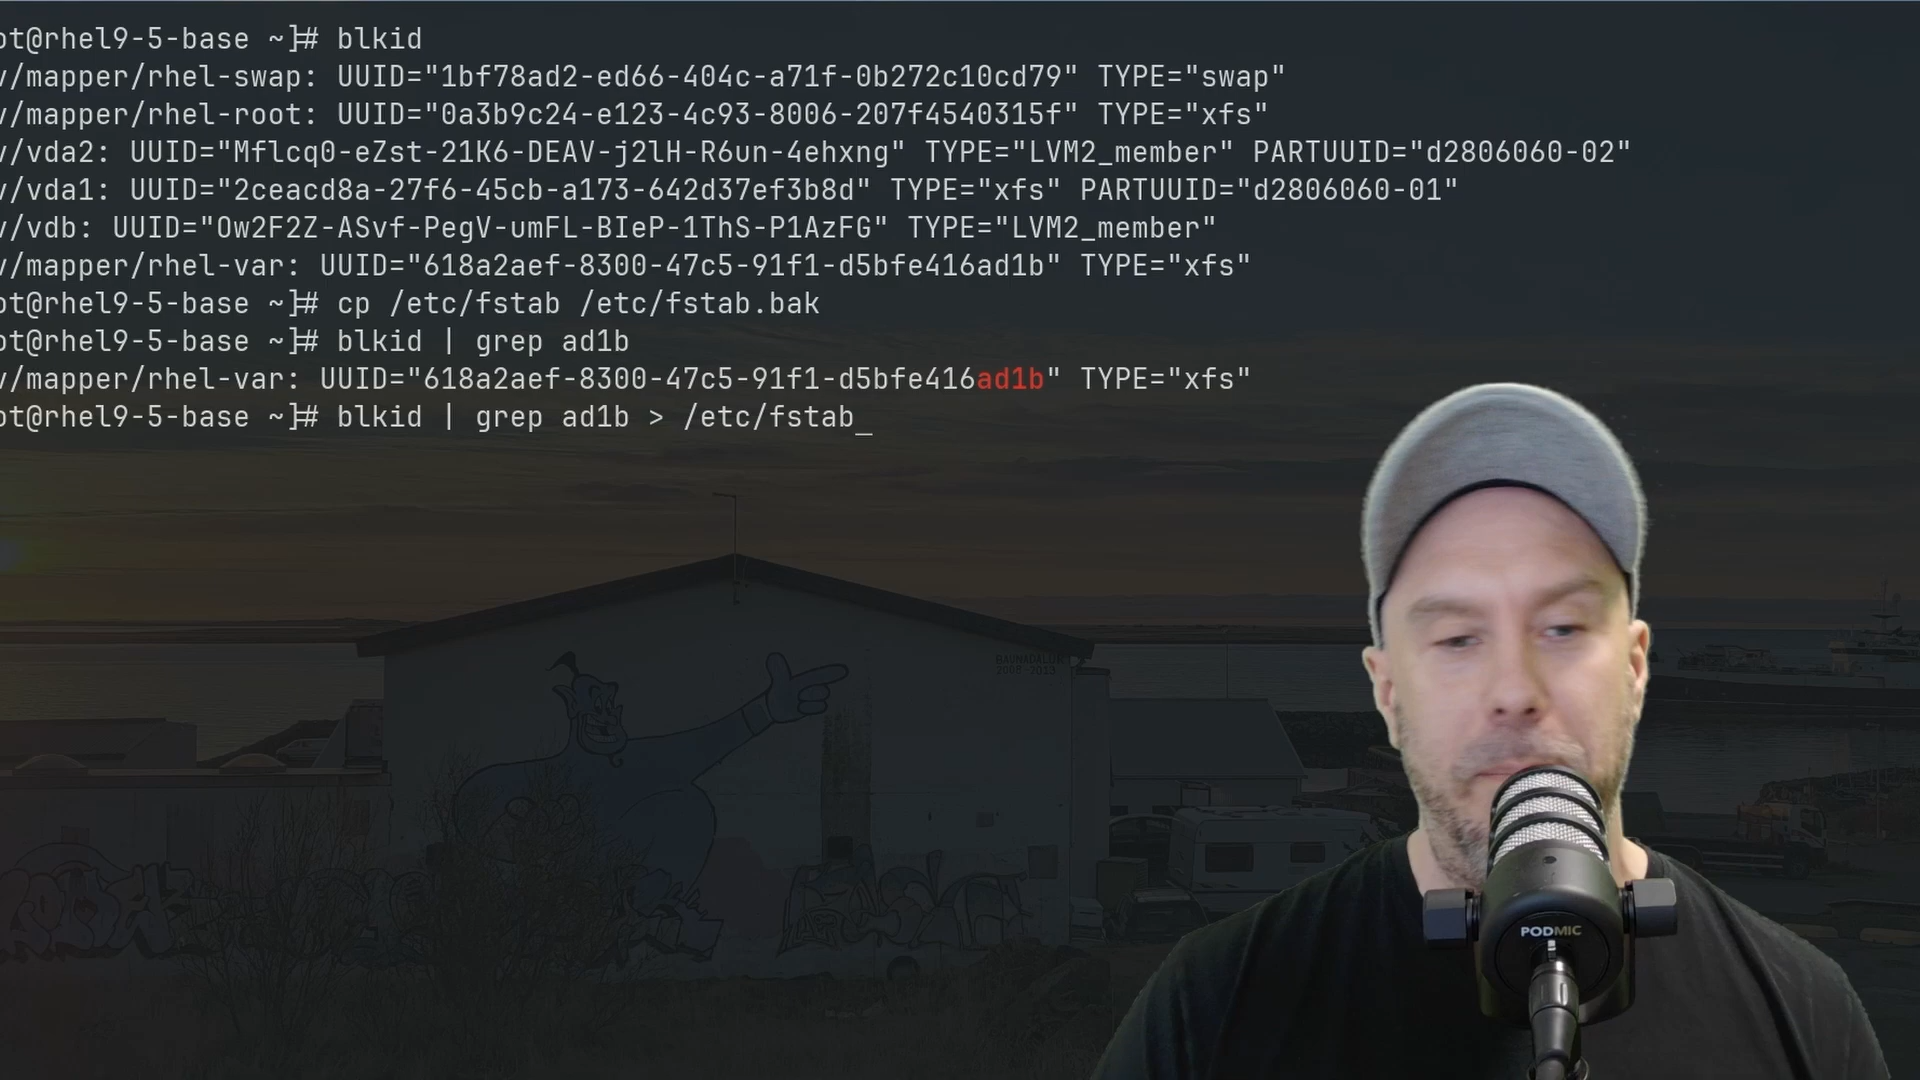 ot@rhel9-5-base ~]# blkid
v/mapper/rhel-swap: UUID="1bf78ad2-ed66-404c-a71f-0b272c10cd79" TYPE="swap"
v/mapper/rhel-root: UUID="0a3b9c24-e123-4c93-8006-207f4540315f" TYPE="xfs"
v/vda2: UUID="Mflcq0-eZst-21K6-DEAV-j2lH-R6un-4ehxng" TYPE="LVM2_member" PARTUUID="d2806060-02"
v/vda1: UUID="2ceacd8a-27f6-45cb-a173-642d37ef3b8d" TYPE="xfs" PARTUUID="d2806060-01"
v/vdb: UUID="Ow2F2Z-ASvf-PegV-umFL-BIeP-1ThS-P1AzFG" TYPE="LVM2_member"
v/mapper/rhel-var: UUID="618a2aef-8300-47c5-91f1-d5bfe416ad1b" TYPE="xfs"
ot@rhel9-5-base ~]# cp /etc/fstab /etc/fstab.bak
ot@rhel9-5-base ~]# blkid | grep ad1b
v/mapper/rhel-var: UUID="618a2aef-8300-47c5-91f1-d5bfe416ad1b" TYPE="xfs"
ot@rhel9-5-base ~]# blkid | grep ad1b > /etc/fstab_
PODMIC